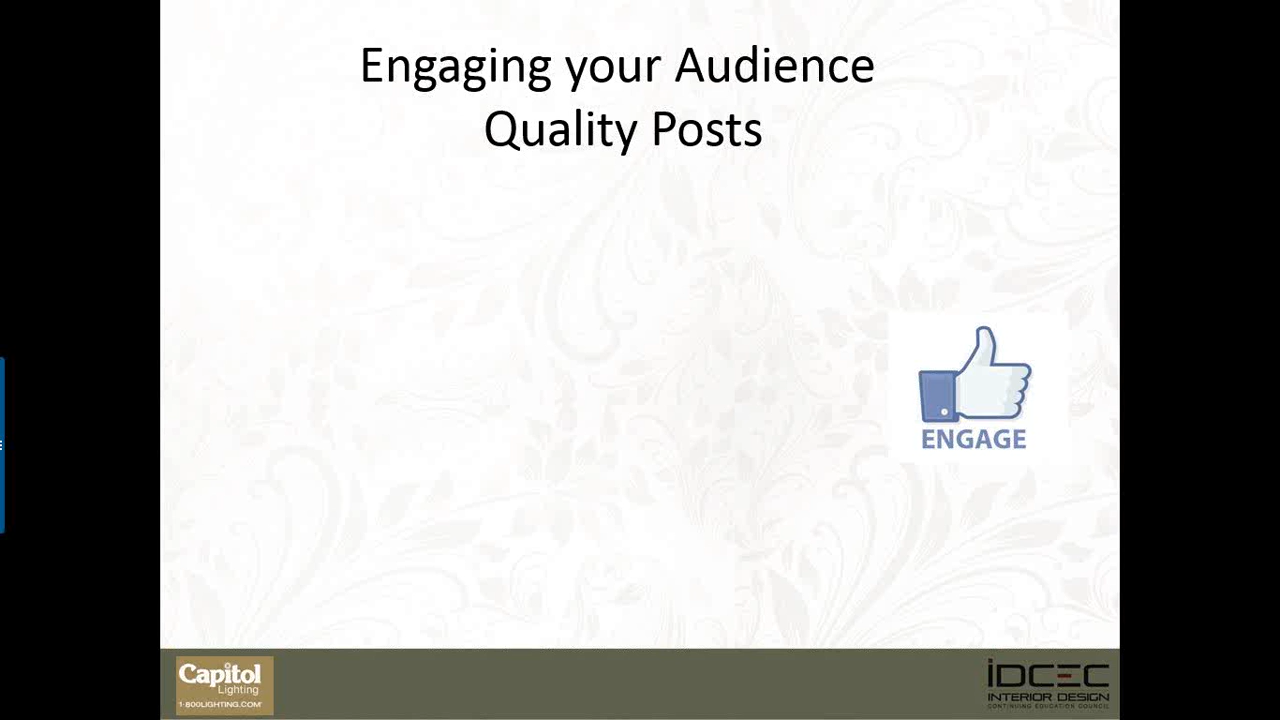 Engaging your Audience
Quality Posts
ENGAGE
Capitol
Lighting
1·800LIGHTING.COM®
IDCEC
INTERIOR DESIGN
CONTINUING EDUCATION COUNCIL